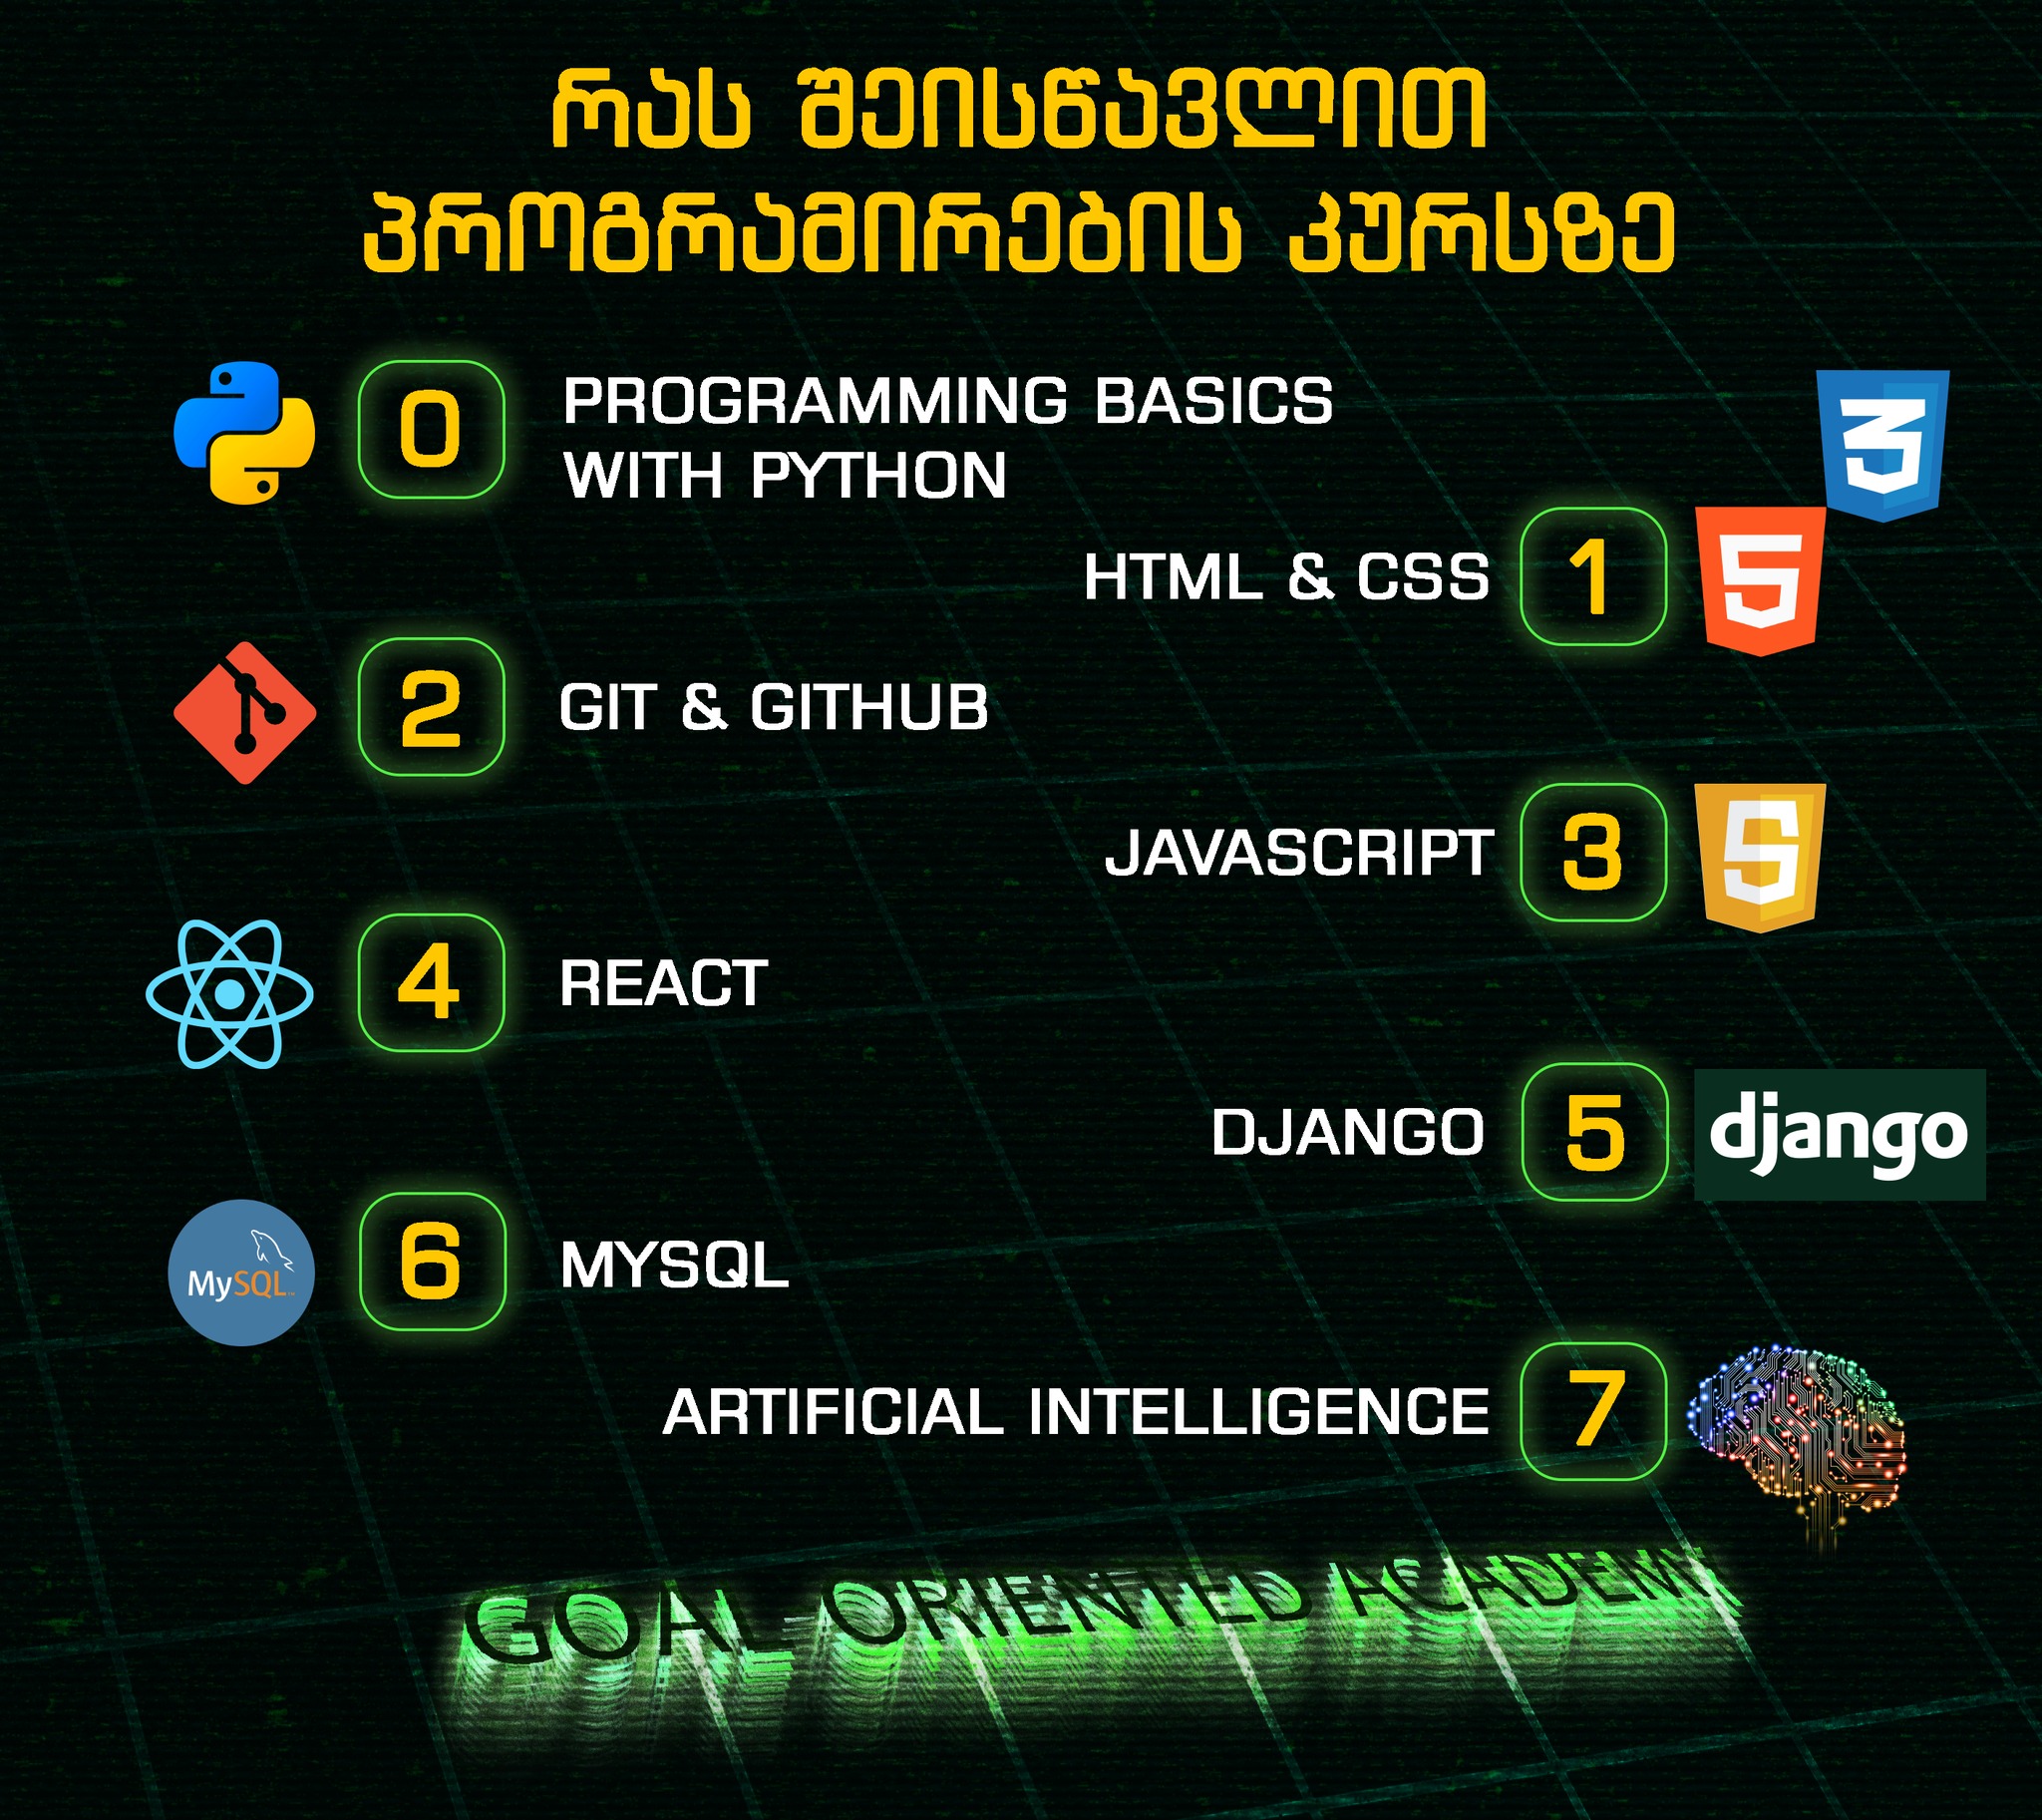 რას შეისწავლით
პროგრამირების კურსზე
0 PROGRAMMING BASICS
WITH PYTHON
HTML & CSS 1
2 GIT & GITHUB
JAVASCRIPT 3
4 REACT
DJANGO 5 django
MySQL 6 MYSQL
ARTIFICIAL INTELLIGENCE 7
GOAL ORIENTED ACADEMY